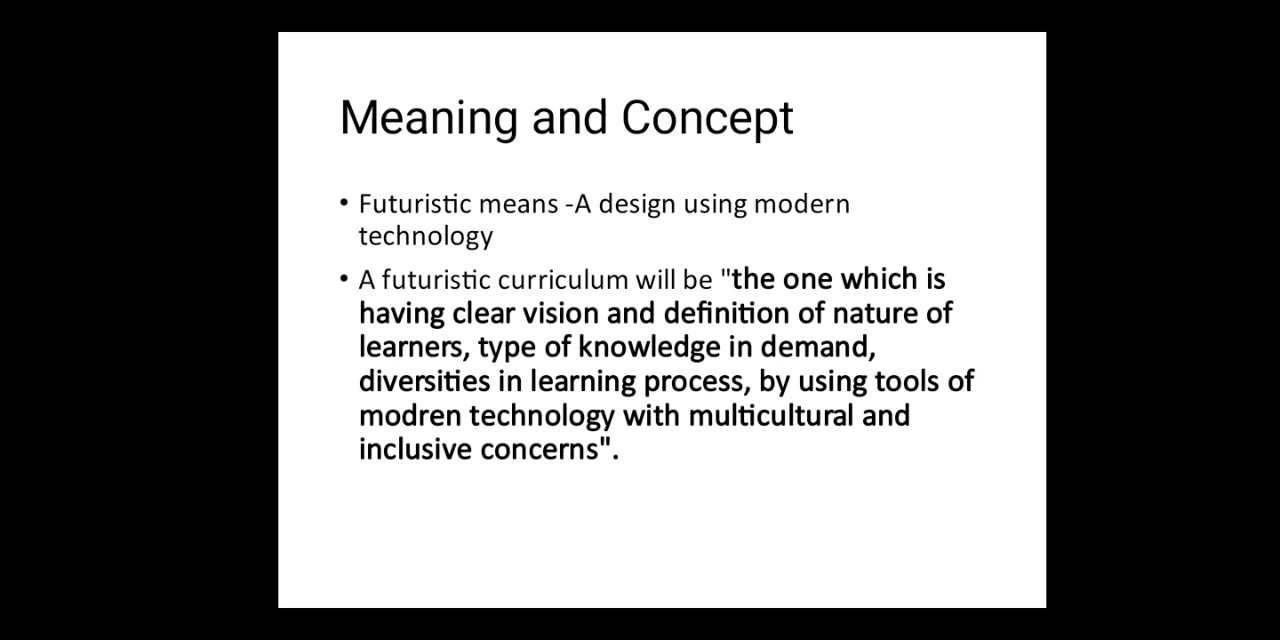 Meaning and Concept
• Futuristic means -A design using modern
technology
• A futuristic curriculum will be "the one which is
having clear vision and definition of nature of
learners, type of knowledge in demand,
diversities in learning process, by using tools of
modren technology with multicultural and
inclusive concerns".